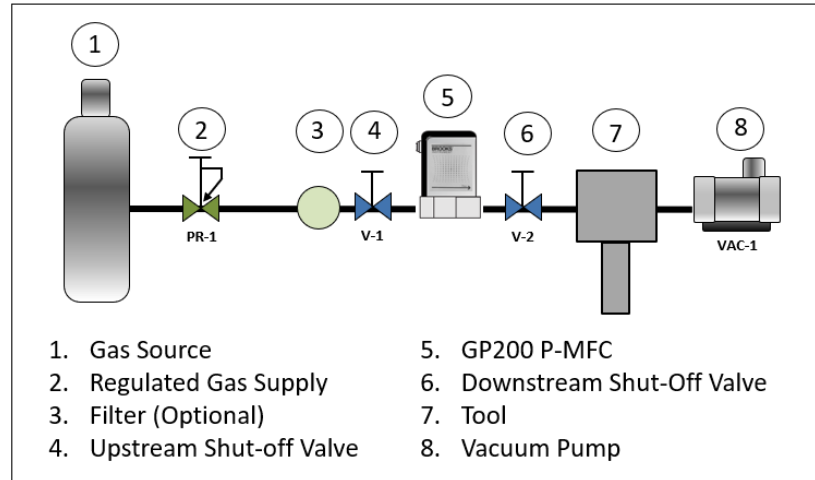 1
2
3
4
5
6
7
8
BROOKS
PR-1
V-1
V-2
VAC-1
1. Gas Source
2. Regulated Gas Supply
3. Filter (Optional)
4. Upstream Shut-off Valve
5. GP200 P-MFC
6. Downstream Shut-Off Valve
7. Tool
8. Vacuum Pump